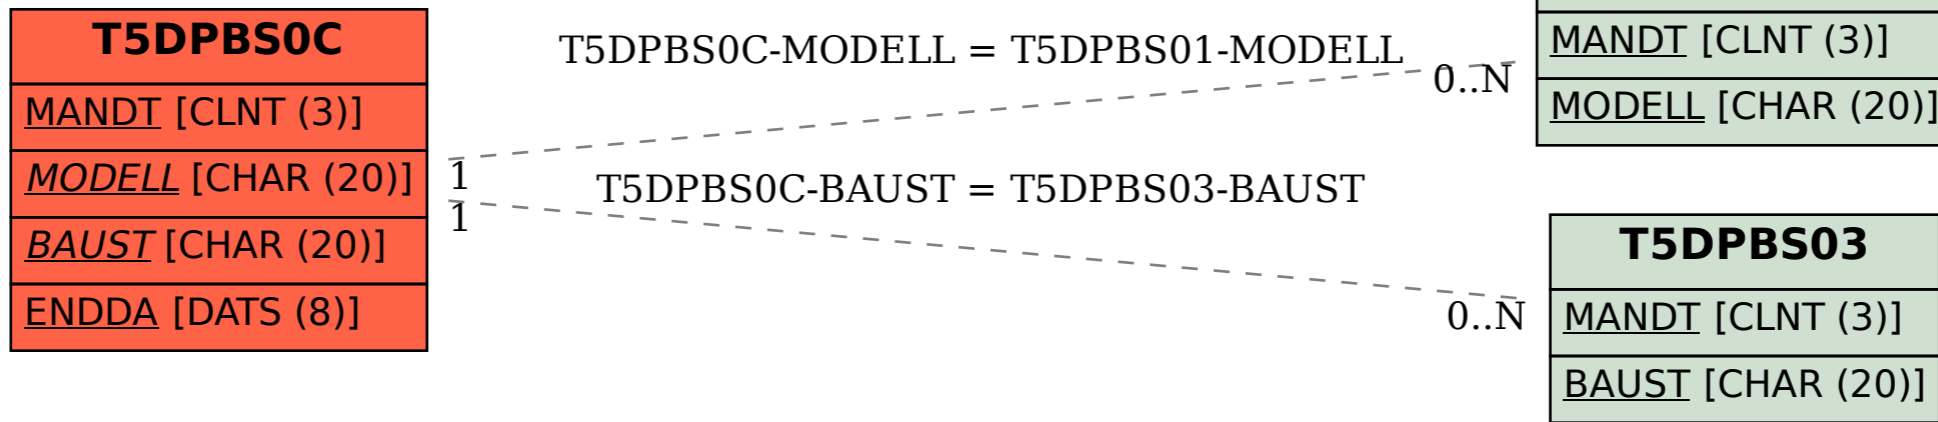 T5DPBS0C
MANDT [CLNT (3)]
MODELL [CHAR (20)]
BAUST [CHAR (20)]
ENDDA [DATS (8)]
T5DPBS0C-MODELL = T5DPBS01-MODELL
0..N
1
T5DPBS0C-BAUST = T5DPBS03-BAUST
1
0..N
MANDT [CLNT (3)]
MODELL [CHAR (20)]
T5DPBS03
MANDT [CLNT (3)]
BAUST [CHAR (20)]